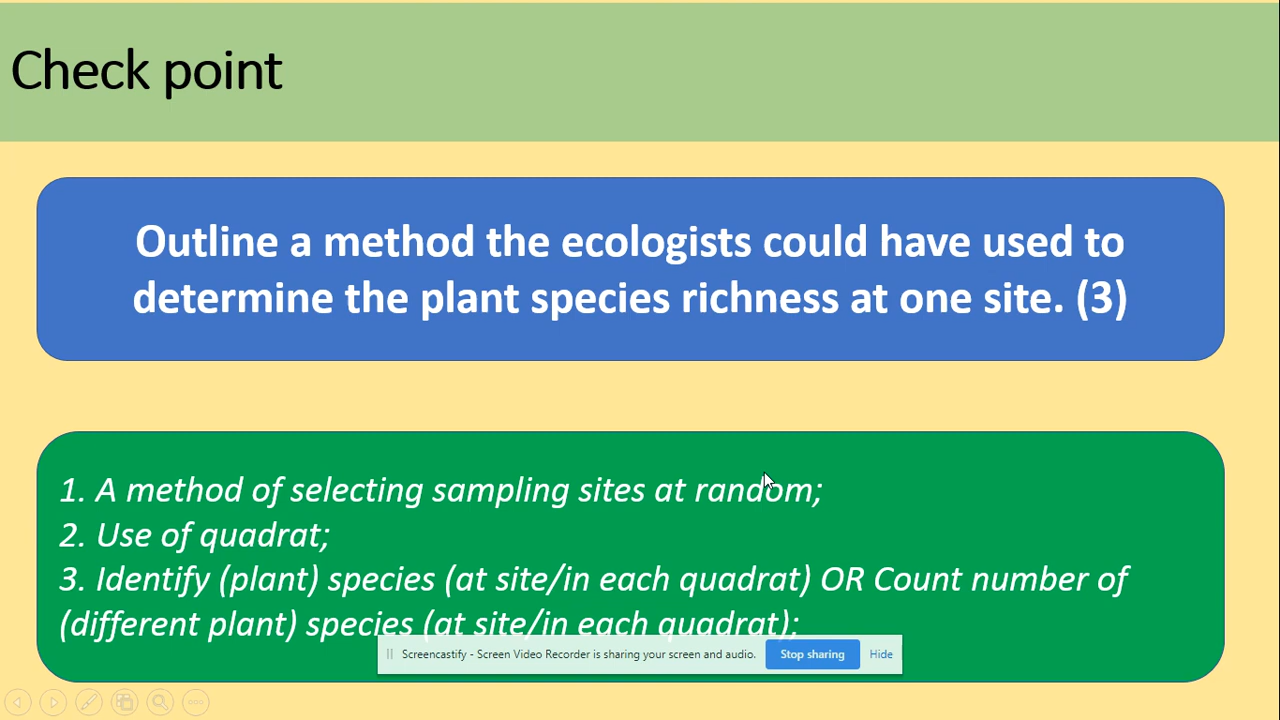 Check point
Outline a method the ecologists could have used to
determine the plant species richness at one site. (3)
1. A method of selecting sampling sites at random;
2. Use of quadrat;
3. Identify (plant) species (at site/in each quadrat) OR Count number of
(different plant) species (at site/in each quadrat);
Screencastify - Screen Video Recorder is sharing your screen and audio. Stop sharing Hide